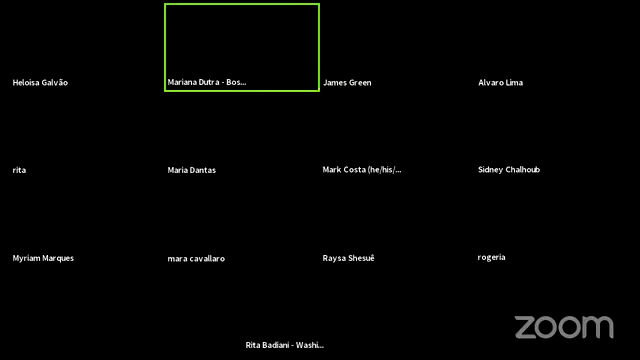 Heloisa Galvão
Mariana Dutra - Bos...
James Green
Alvaro Lima
rita
Maria Dantas
Mark Costa (he/his/...
Sidney Chalhoub
Myriam Marques
mara cavallaro
Raysa Shesuê
rogeria
Rita Badiani - Washi...
zoom